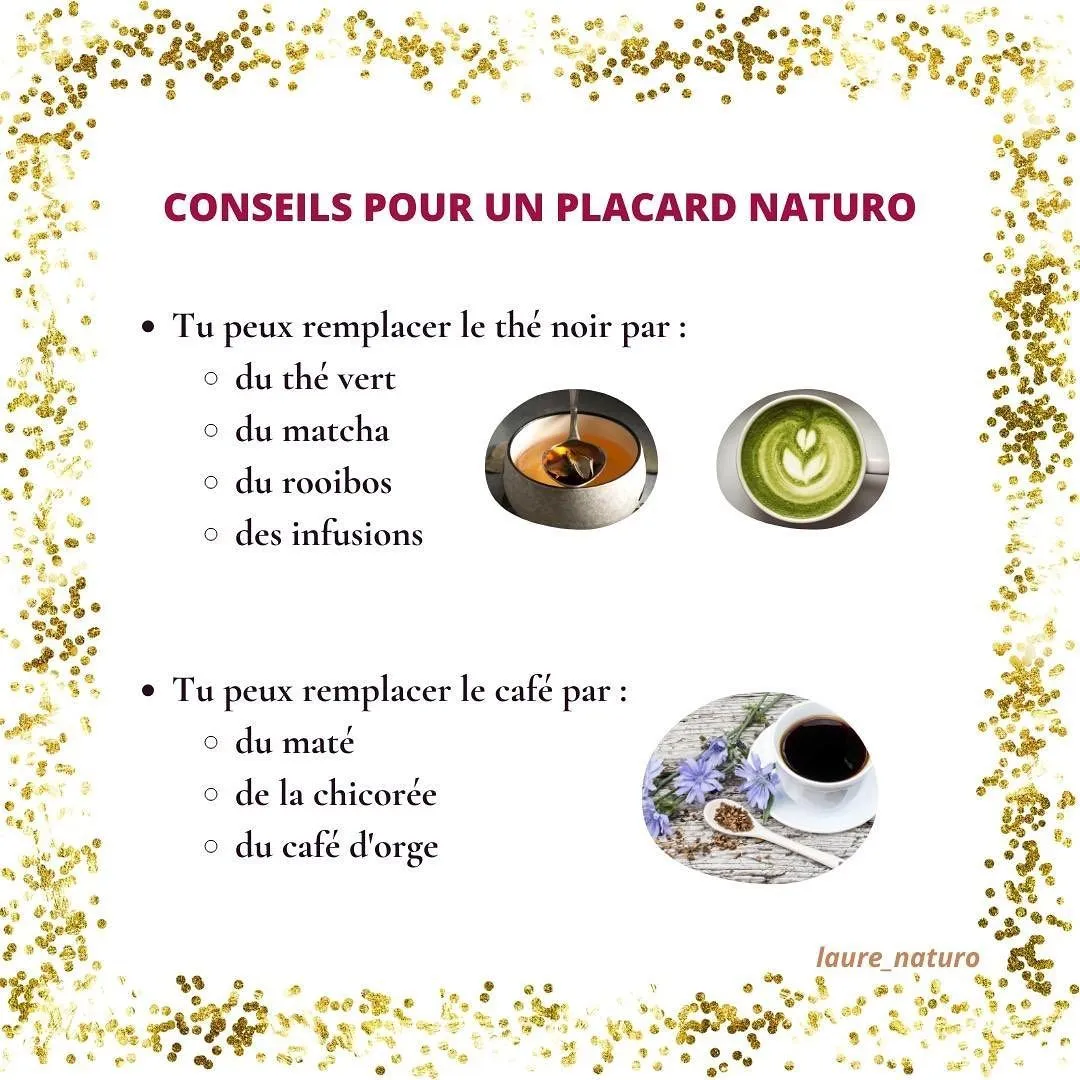 CONSEILS POUR UN PLACARD NATURO
• Tu peux remplacer le thé noir par :
◦ du thé vert
◦ du matcha
◦ du rooibos
◦ des infusions
• Tu peux remplacer le café par :
◦ du maté
◦ de la chicorée
◦ du café d'orge
laure_naturo